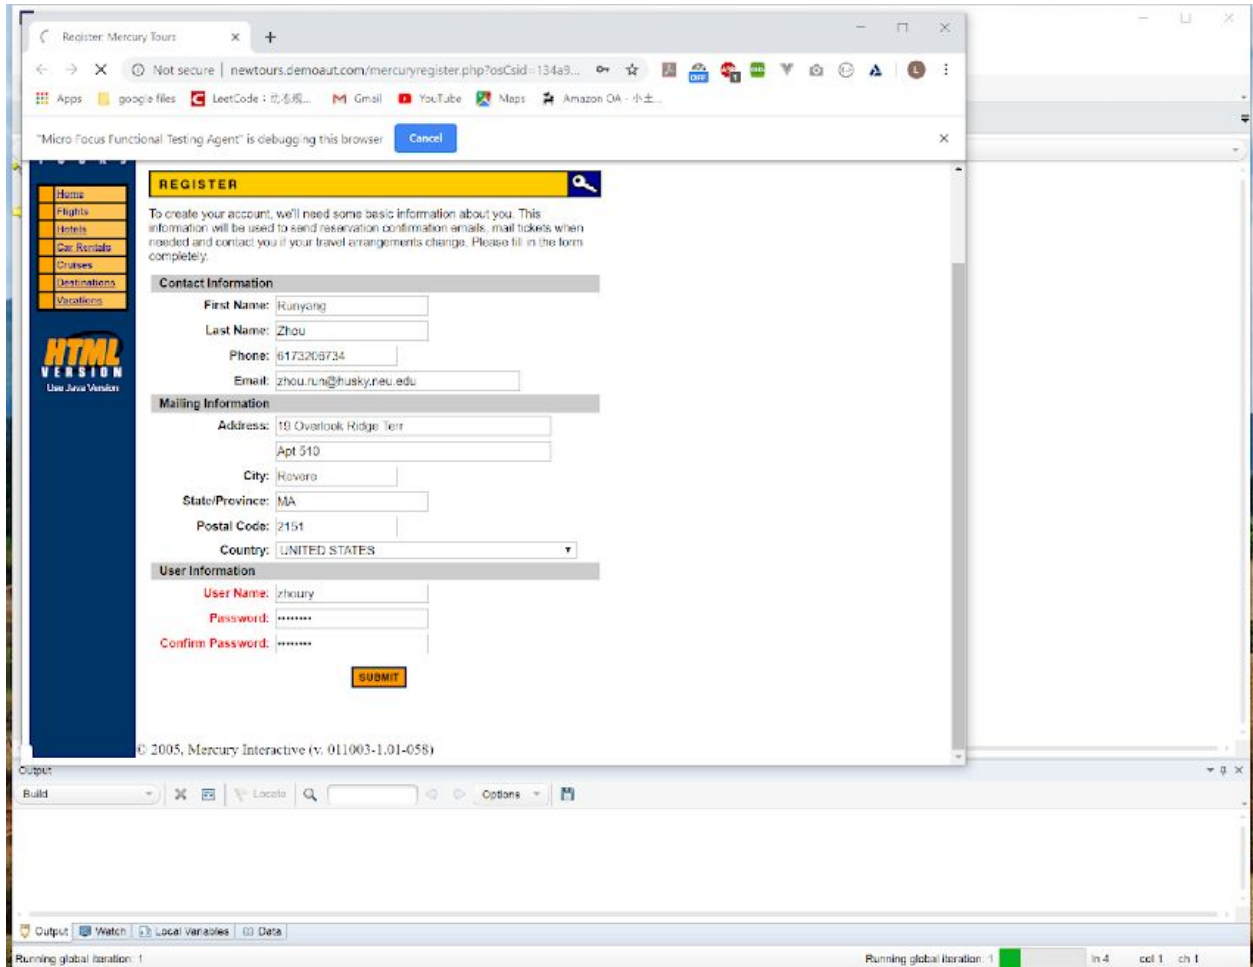 Register: Mercury Tours
Not secure | newtours.demoaut.com/mercuryregister.php?osCsid=134a9...
OFF
1
L
Apps google files LeetCode Gmail YouTube Maps Amazon OA - 小土...
"Micro Focus Functional Testing Agent" is debugging this browser Cancel
REGISTER
Home
Flights
Hotels
Car Rentals
Cruises
Destinations
Vacations
HTML
VERSION
Use Java Version
To create your account, we'll need some basic information about you. This
information will be used to send reservation confirmation emails, mail tickets when
needed and contact you if your travel arrangements change. Please fill in the form
completely.
Contact Information
First Name: Runyang
Last Name: Zhou
Phone: 6173206734
Email: zhou.run@husky.neu.edu
Mailing Information
Address: 19 Overlook Ridge Terr
Apt 510
City: Revere
State/Province: MA
Postal Code: 2151
Country: UNITED STATES
User Information
User Name: zhoury
Password: ••••••••
Confirm Password: ••••••••
SUBMIT
© 2005, Mercury Interactive (v. 011003-1.01-058)
Output
Build Locate Options
Output Watch Local Variables Data
Running global iteration: 1 Running global iteration: 1 ln 4 col 1 ch 1